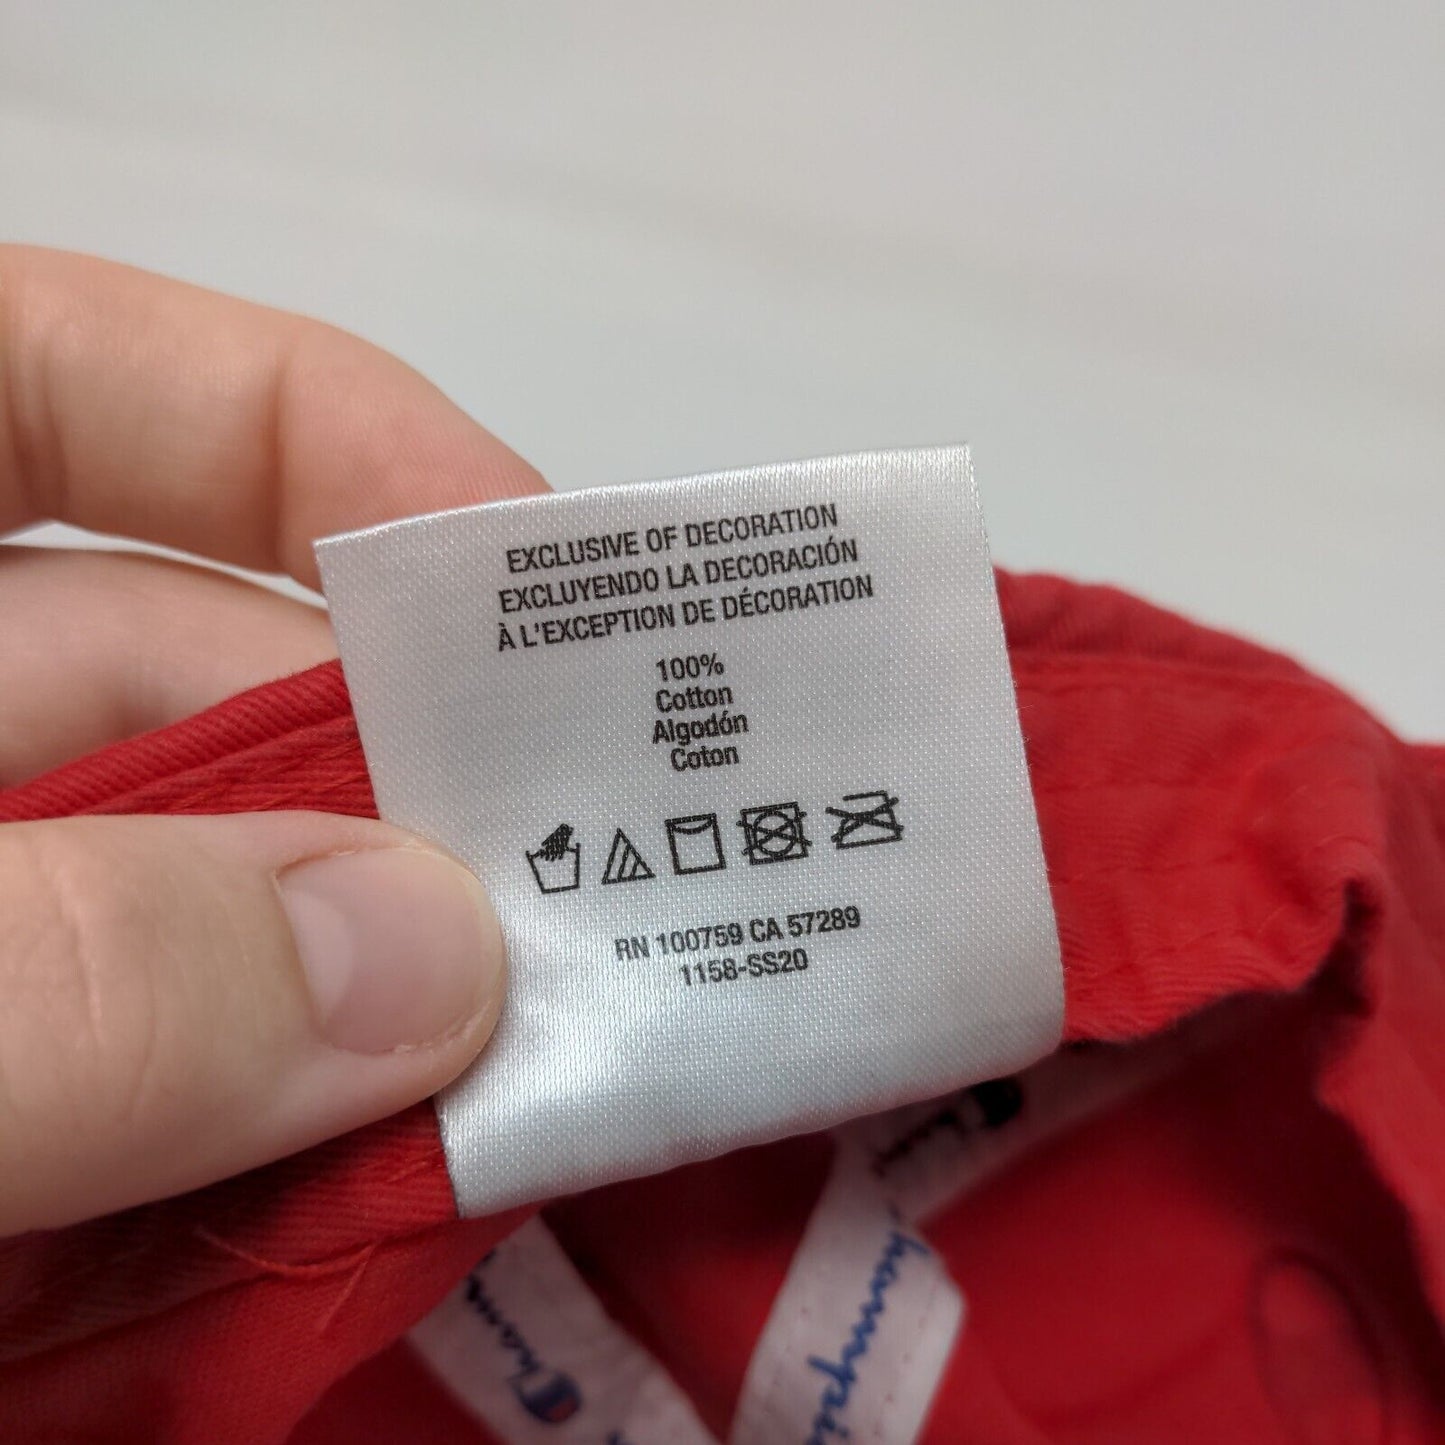 EXCLUSIVE OF DECORATION
EXCLUYENDO LA DECORACIÓN
À L'EXCEPTION DE DÉCORATION
100%
Cotton
Algodón
Coton
RN 100759 CA 57289
1158-SS20
Champion